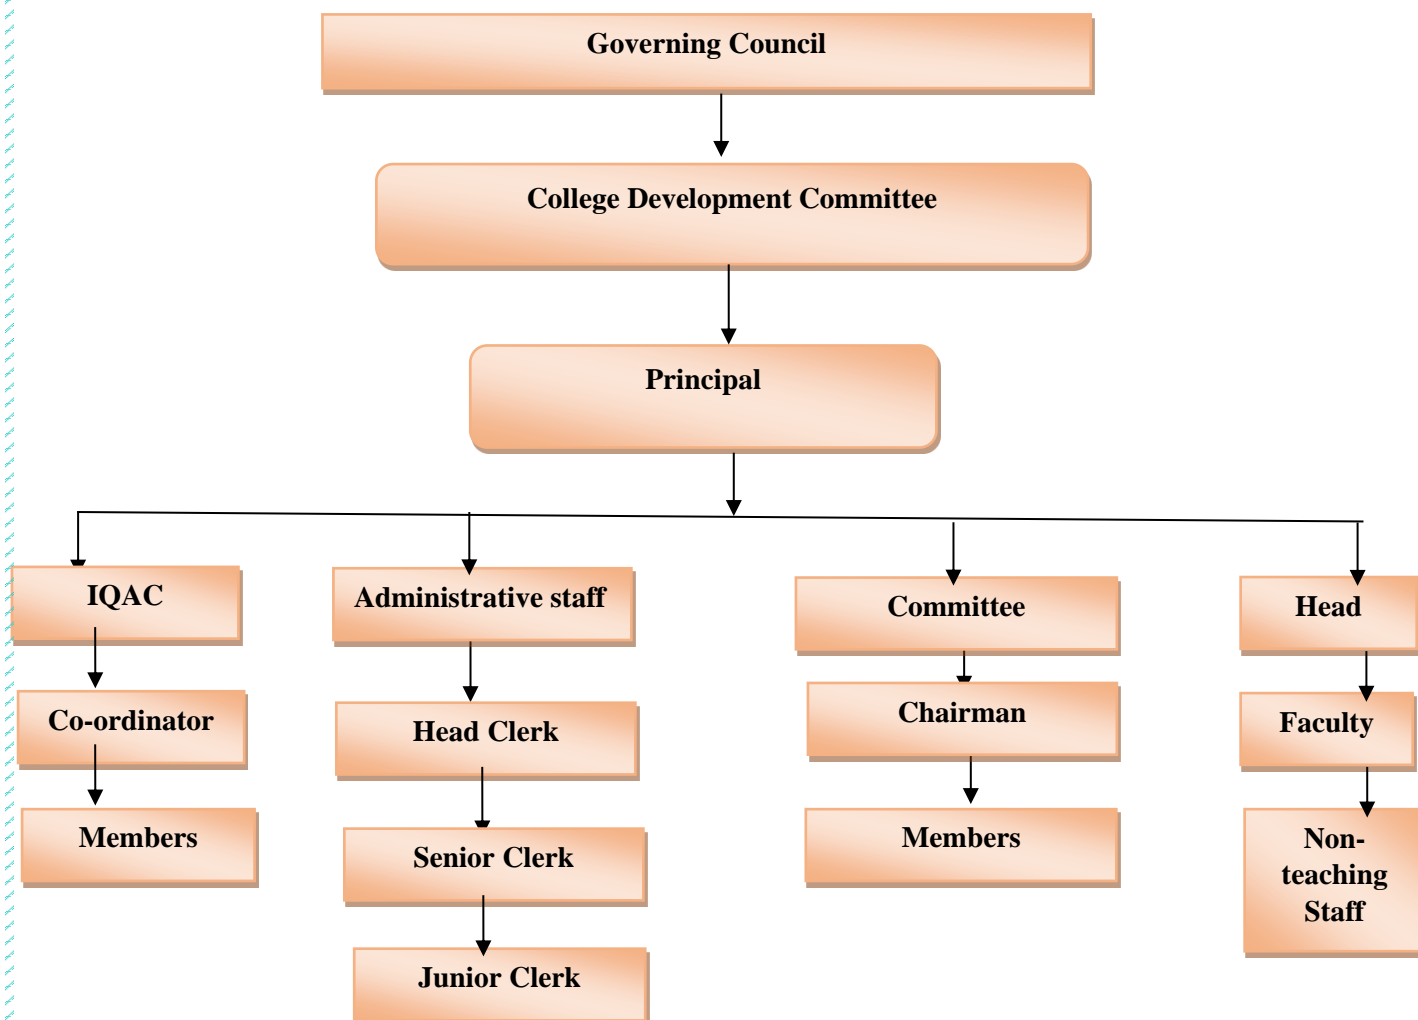 Governing Council
College Development Committee
Principal
IQAC
Administrative staff
Committee
Head
Co-ordinator
Head Clerk
Chairman
Faculty
Members
Senior Clerk
Members
Non-
teaching
Staff
Junior Clerk